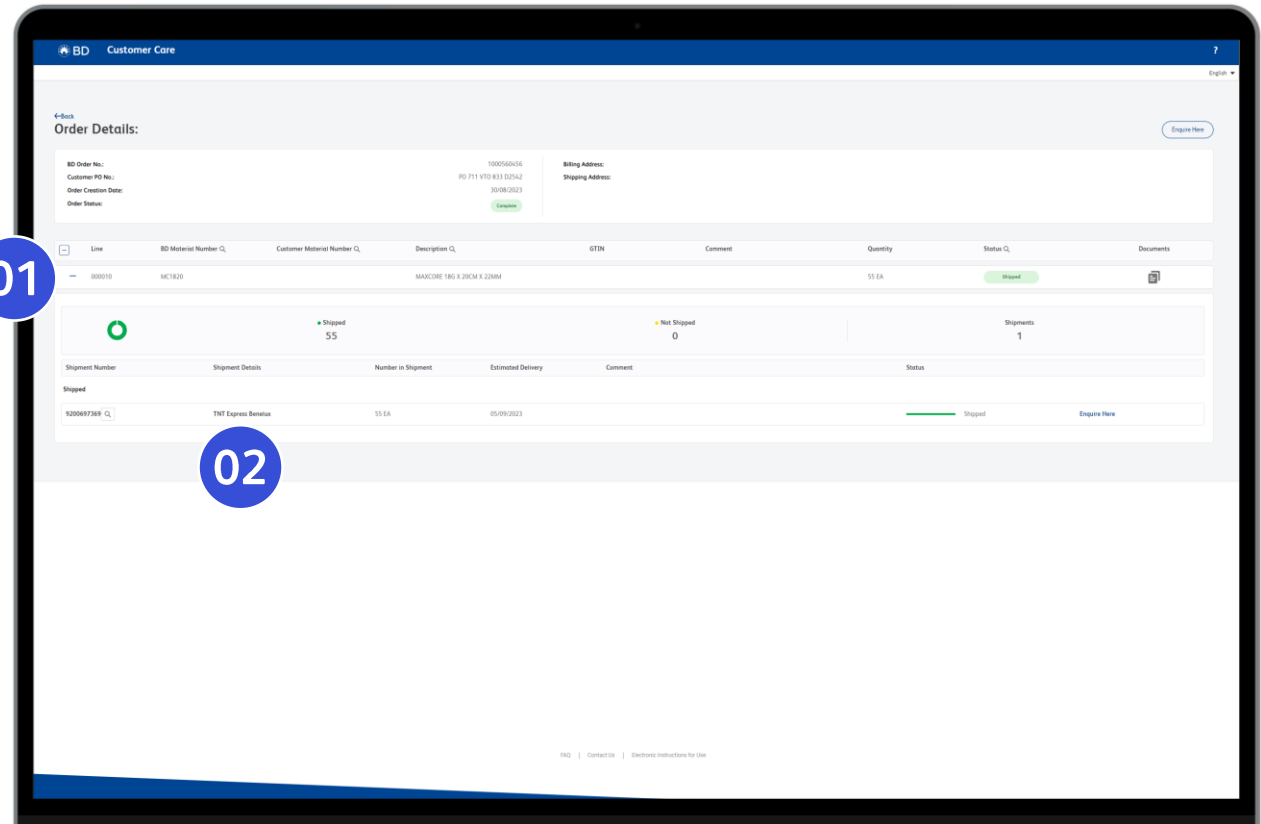 BD Customer Care ?
English
Back
Order Details:
Enquire Here
BD Order No.: 1000560456 Billing Address:
Customer PO No.: PO 711 VTO 833 D2542 Shipping Address:
Order Creation Date: 30/08/2023
Order Status: Complete
Line BD Material Number Customer Material Number Description GTIN Comment Quantity Status Documents
01
000010 MC1820 MAXCORE 18G X 20CM X 22MM 55 EA Shipped
Shipped Not Shipped Shipments
55 0 1
Shipment Number Shipment Details Number in Shipment Estimated Delivery Comment Status
Shipped
9200697369 TNT Express Benelux 55 EA 05/09/2023 Shipped Enquire Here
02
FAQ | Contact Us | Electronic Instructions for Use